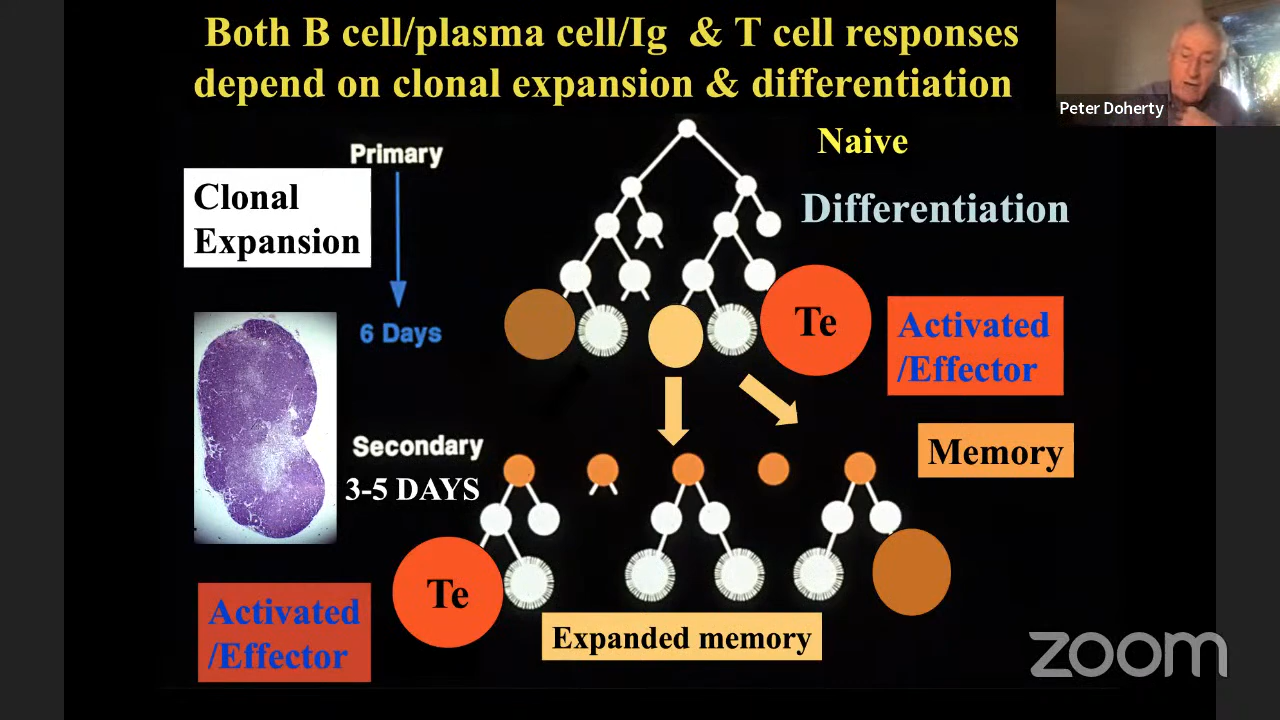 Both B cell/plasma cell/Ig & T cell responses
depend on clonal expansion & differentiation
Peter Doherty
Primary
Naive
Clonal
Expansion
Differentiation
6 Days
Te
Activated
/Effector
Secondary
3-5 DAYS
Memory
Te
Activated
/Effector
Expanded memory
zoom